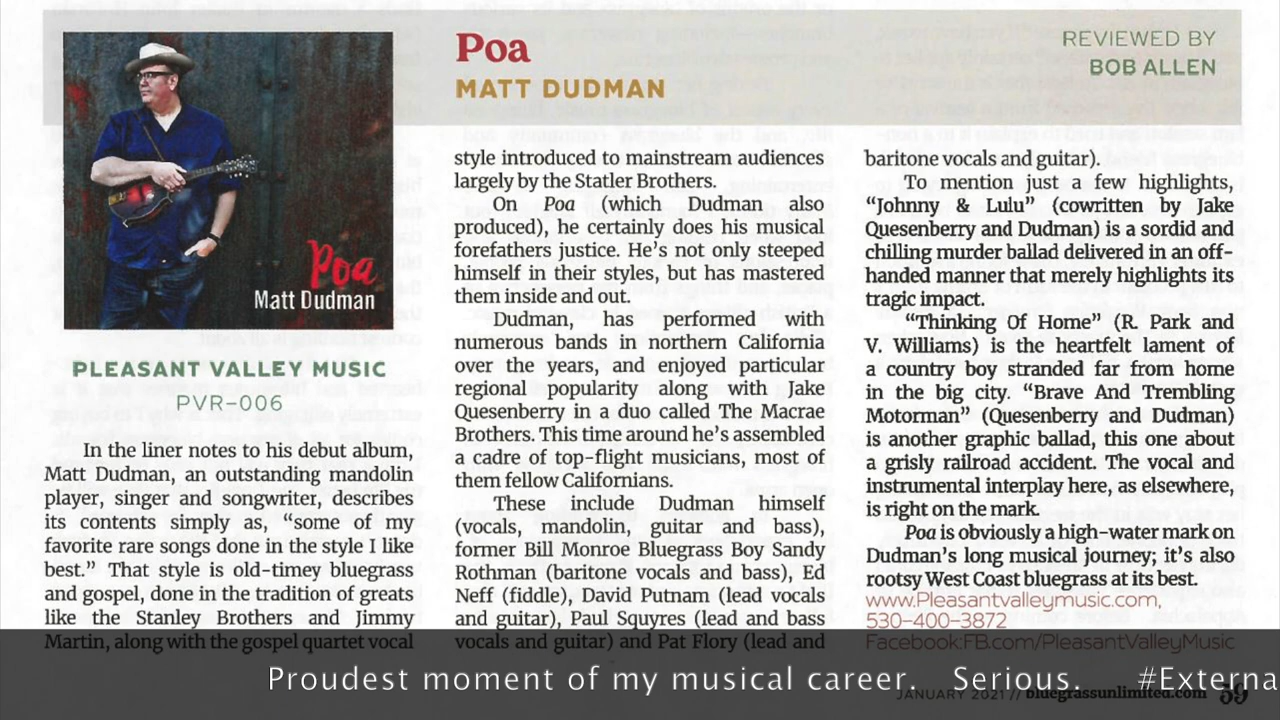 Poa
Matt Dudman
PLEASANT VALLEY MUSIC
PVR-006
In the liner notes to his debut album,
Matt Dudman, an outstanding mandolin
player, singer and songwriter, describes
its contents simply as, “some of my
favorite rare songs done in the style I like
best.” That style is old-timey bluegrass
and gospel, done in the tradition of greats
like the Stanley Brothers and Jimmy
Martin, along with the gospel quartet vocal
Poa
MATT DUDMAN
REVIEWED BY
BOB ALLEN
style introduced to mainstream audiences
largely by the Statler Brothers.
On Poa (which Dudman also
produced), he certainly does his musical
forefathers justice. He’s not only steeped
himself in their styles, but has mastered
them inside and out.
Dudman, has performed with
numerous bands in northern California
over the years, and enjoyed particular
regional popularity along with Jake
Quesenberry in a duo called The Macrae
Brothers. This time around he’s assembled
a cadre of top-flight musicians, most of
them fellow Californians.
These include Dudman himself
(vocals, mandolin, guitar and bass),
former Bill Monroe Bluegrass Boy Sandy
Rothman (baritone vocals and bass), Ed
Neff (fiddle), David Putnam (lead vocals
and guitar), Paul Squyres (lead and bass
vocals and guitar) and Pat Flory (lead and
baritone vocals and guitar).
To mention just a few highlights,
“Johnny & Lulu” (cowritten by Jake
Quesenberry and Dudman) is a sordid and
chilling murder ballad delivered in an off-
handed manner that merely highlights its
tragic impact.
“Thinking Of Home” (R. Park and
V. Williams) is the heartfelt lament of
a country boy stranded far from home
in the big city. “Brave And Trembling
Motorman” (Quesenberry and Dudman)
is another graphic ballad, this one about
a grisly railroad accident. The vocal and
instrumental interplay here, as elsewhere,
is right on the mark.
Poa is obviously a high-water mark on
Dudman’s long musical journey; it’s also
rootsy West Coast bluegrass at its best.
www.Pleasantvalleymusic.com,
530-400-3872
Facebook:FB.com/PleasantValleyMusic
Proudest moment of my musical career. Serious. #Externa
JANUARY 2021 // bluegrassunlimited.com 59